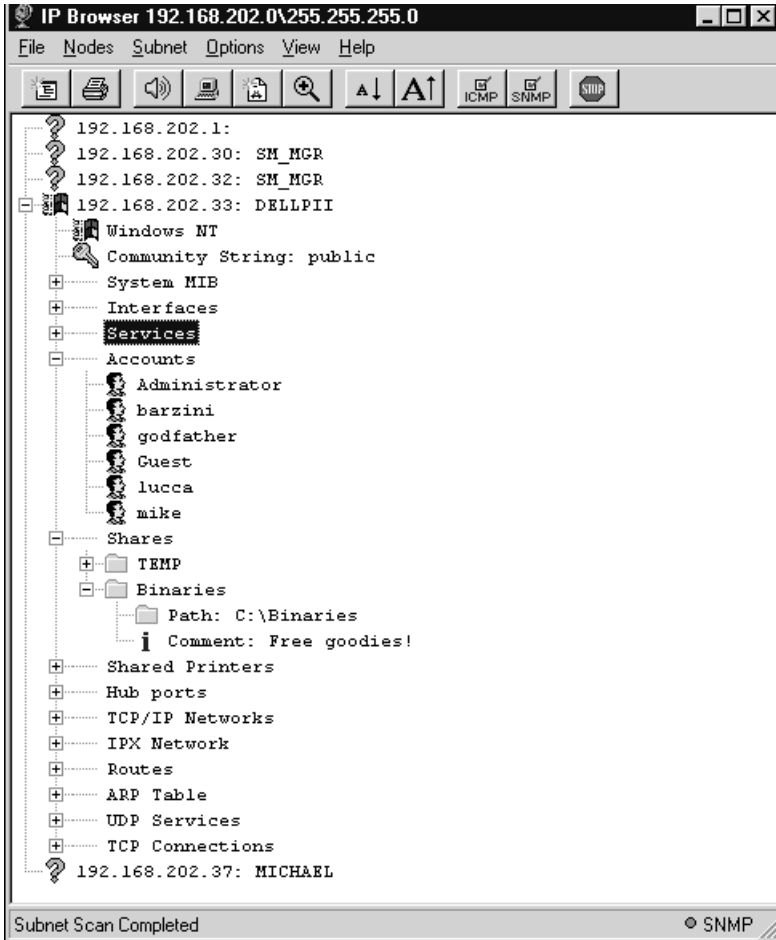 IP Browser 192.168.202.0\255.255.255.0
File Nodes Subnet Options View Help
A A ICMP SNMP STOP
192.168.202.1:
192.168.202.30: SM_MGR
192.168.202.32: SM_MGR
192.168.202.33: DELLPII
Windows NT
Community String: public
System MIB
Interfaces
Services
Accounts
Administrator
barzini
godfather
Guest
lucca
mike
Shares
TEMP
Binaries
Path: C:\Binaries
Comment: Free goodies!
Shared Printers
Hub ports
TCP/IP Networks
IPX Network
Routes
ARP Table
UDP Services
TCP Connections
192.168.202.37: MICHAEL
Subnet Scan Completed SNMP